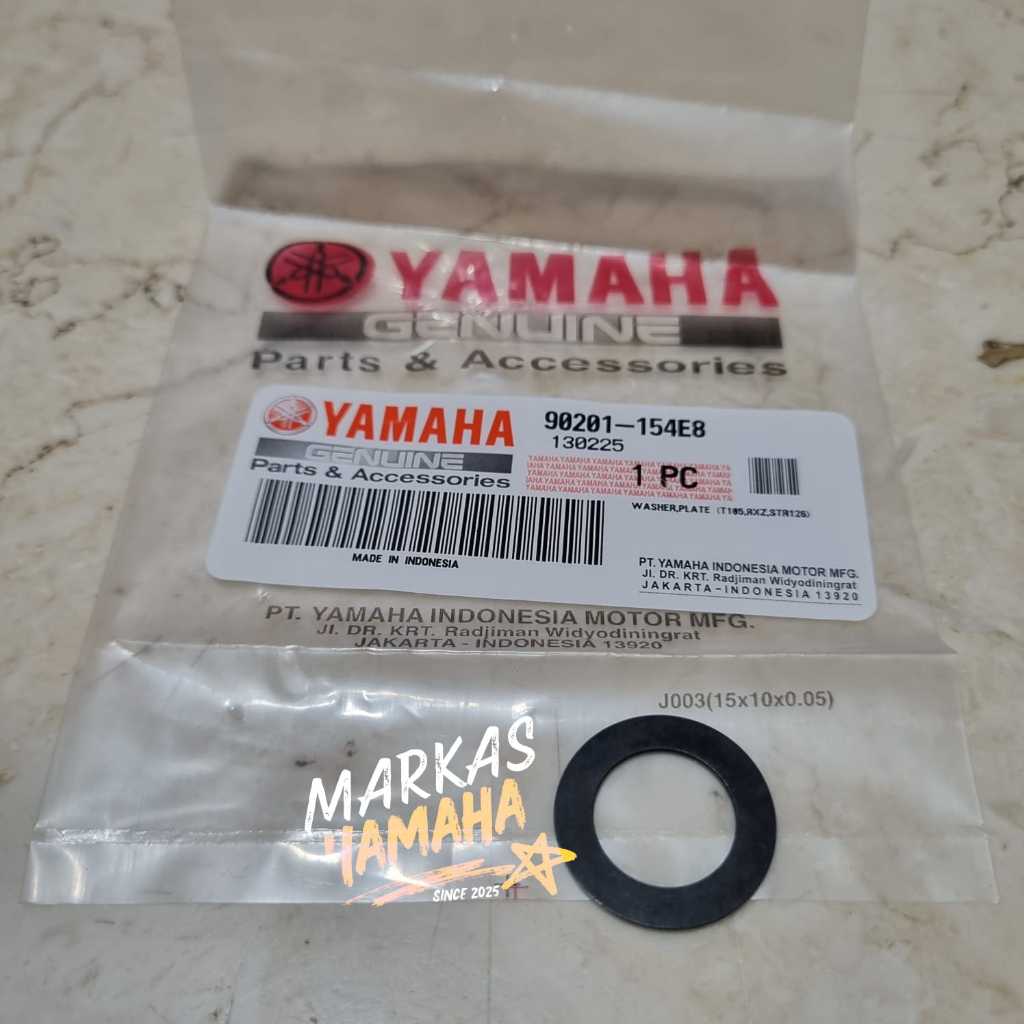 YAMAHA
GENUINE
Parts & Accessories
YAMAHA
GENUINE
Parts & Accessories
90201-154E8
130225
1 PC
WASHER,PLATE (T105,RXZ,STR126)
MADE IN INDONESIA
PT. YAMAHA INDONESIA MOTOR MFG.
Jl. DR. KRT. Radjiman Widyodiningrat
JAKARTA-INDONESIA 13920
PT. YAMAHA INDONESIA MOTOR MFG.
Jl. DR. KRT. Radjiman Widyodiningrat
JAKARTA - INDONESIA 13920
J003(15x10x0.05)
MARKAS
YAMAHA
SINCE 2025